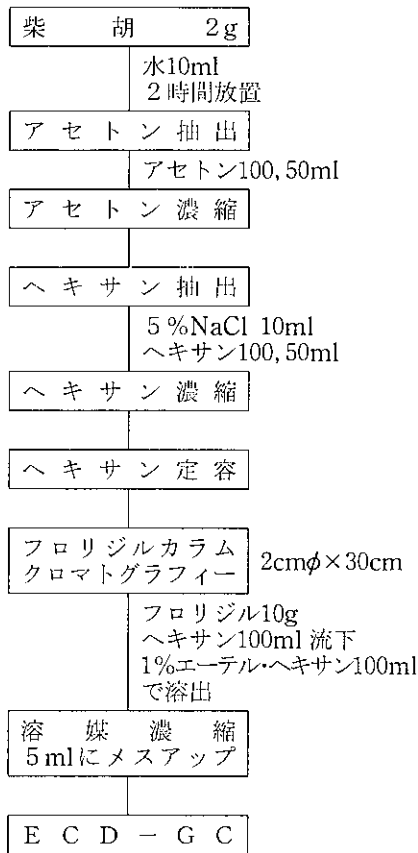 柴胡 2g
水10ml
2時間放置
アセトン抽出
アセトン100,50ml
アセトン濃縮
ヘキサン抽出
5%NaCl 10ml
ヘキサン100,50ml
ヘキサン濃縮
ヘキサン定容
フロリジルカラム
クロマトグラフィー
2cmφ×30cm
フロリジル10g
ヘキサン100ml 流下
1%エーテル・ヘキサン100ml
で溶出
溶媒濃縮
5mlにメスアップ
ECD-GC